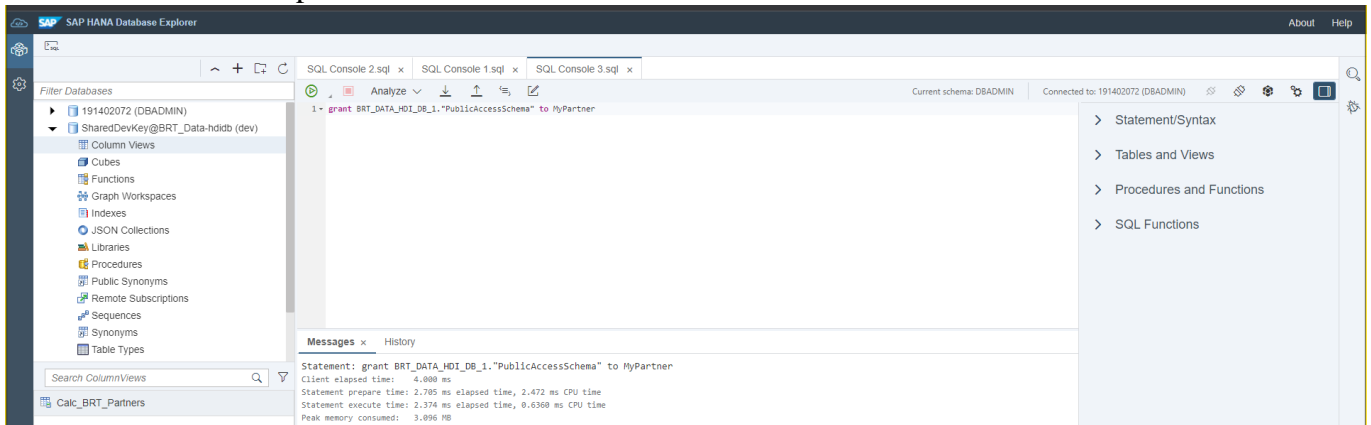 SAP SAP HANA Database Explorer About Help
SQL Console 2.sql × SQL Console 1.sql × SQL Console 3.sql ×
Filter Databases
Analyze Current schema: DBADMIN Connected to: 191402072 (DBADMIN)
191402072 (DBADMIN)
SharedDevKey@BRT_Data-hdidb (dev)
Column Views
Cubes
Functions
Graph Workspaces
Indexes
JSON Collections
Libraries
Procedures
Public Synonyms
Remote Subscriptions
Sequences
Synonyms
Table Types
Search ColumnViews
Calc_BRT_Partners
1 grant BRT_DATA_HDI_DB_1."PublicAccessSchema" to MyPartner
Statement/Syntax
Tables and Views
Procedures and Functions
SQL Functions
Messages × History
Statement: grant BRT_DATA_HDI_DB_1."PublicAccessSchema" to MyPartner
Client elapsed time: 4.000 ms
Statement prepare time: 2.705 ms elapsed time, 2.472 ms CPU time
Statement execute time: 2.374 ms elapsed time, 0.6360 ms CPU time
Peak memory consumed: 3.096 MB